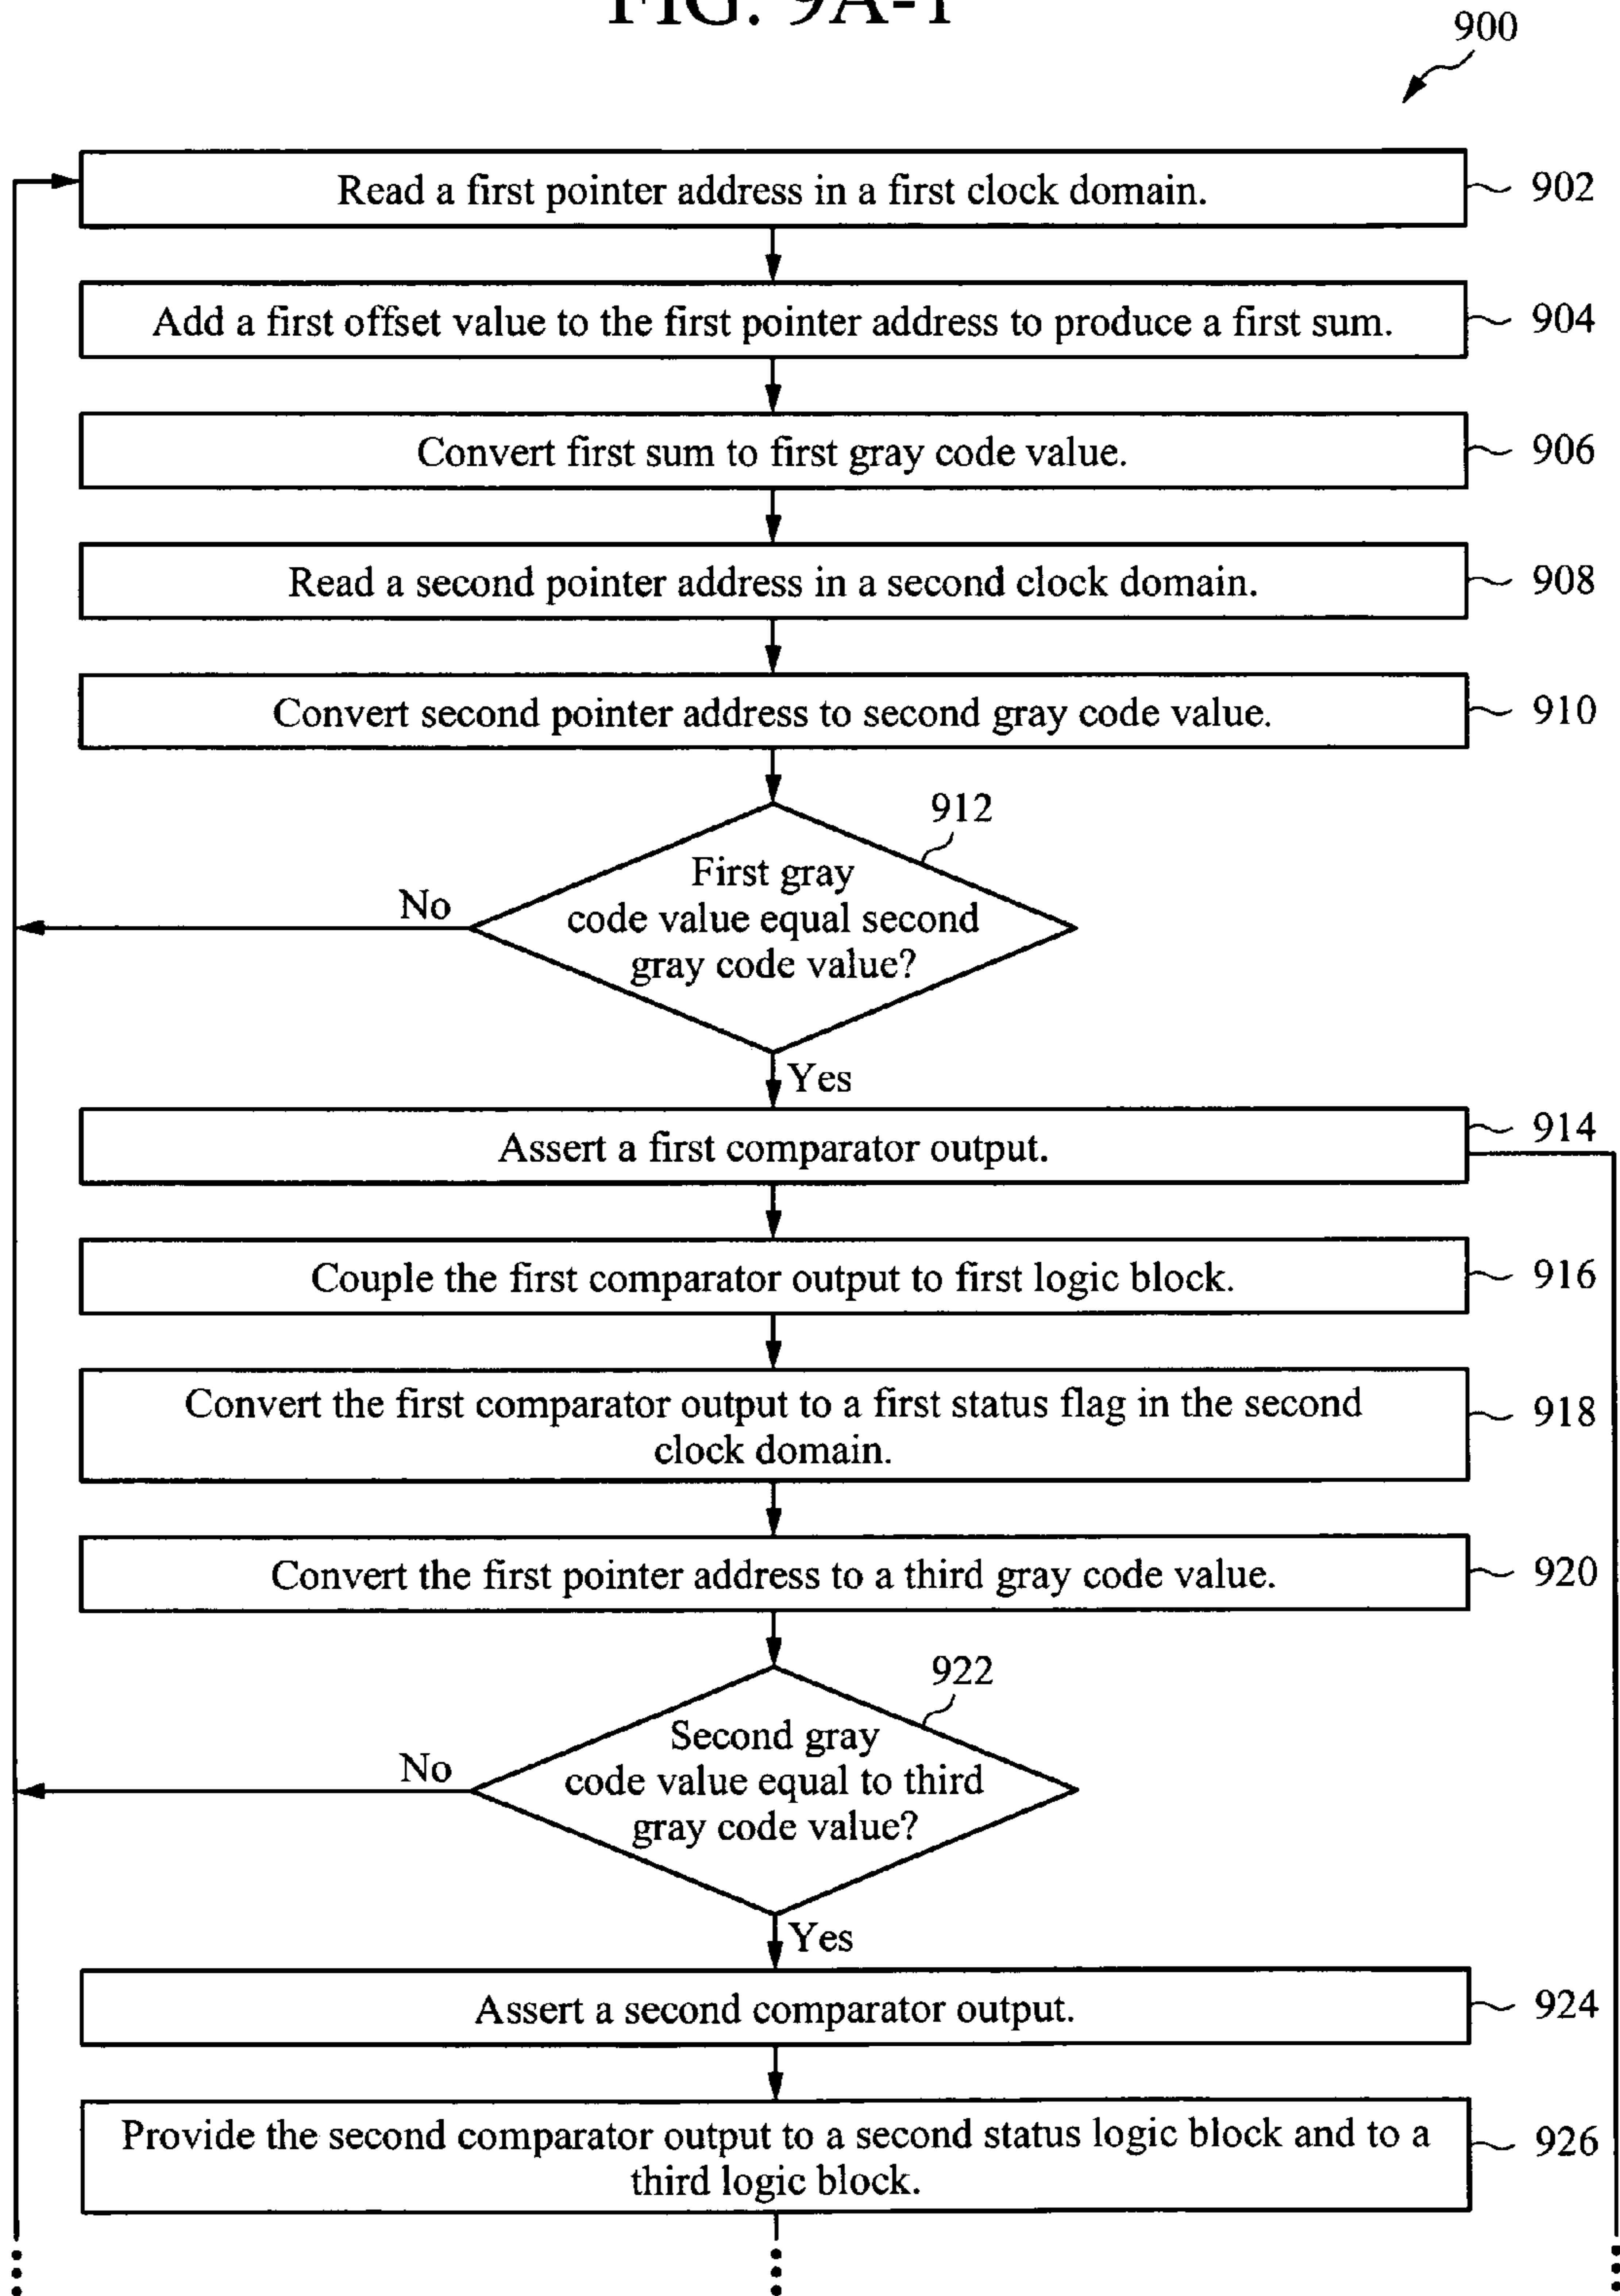 FIG. 9A-1
900
Read a first pointer address in a first clock domain.
902
Add a first offset value to the first pointer address to produce a first sum.
904
Convert first sum to first gray code value.
906
Read a second pointer address in a second clock domain.
908
Convert second pointer address to second gray code value.
910
912
First gray
code value equal second
gray code value?
No
Yes
Assert a first comparator output.
914
Couple the first comparator output to first logic block.
916
Convert the first comparator output to a first status flag in the second
clock domain.
918
Convert the first pointer address to a third gray code value.
920
922
Second gray
code value equal to third
gray code value?
No
Yes
Assert a second comparator output.
924
Provide the second comparator output to a second status logic block and to a
third logic block.
926